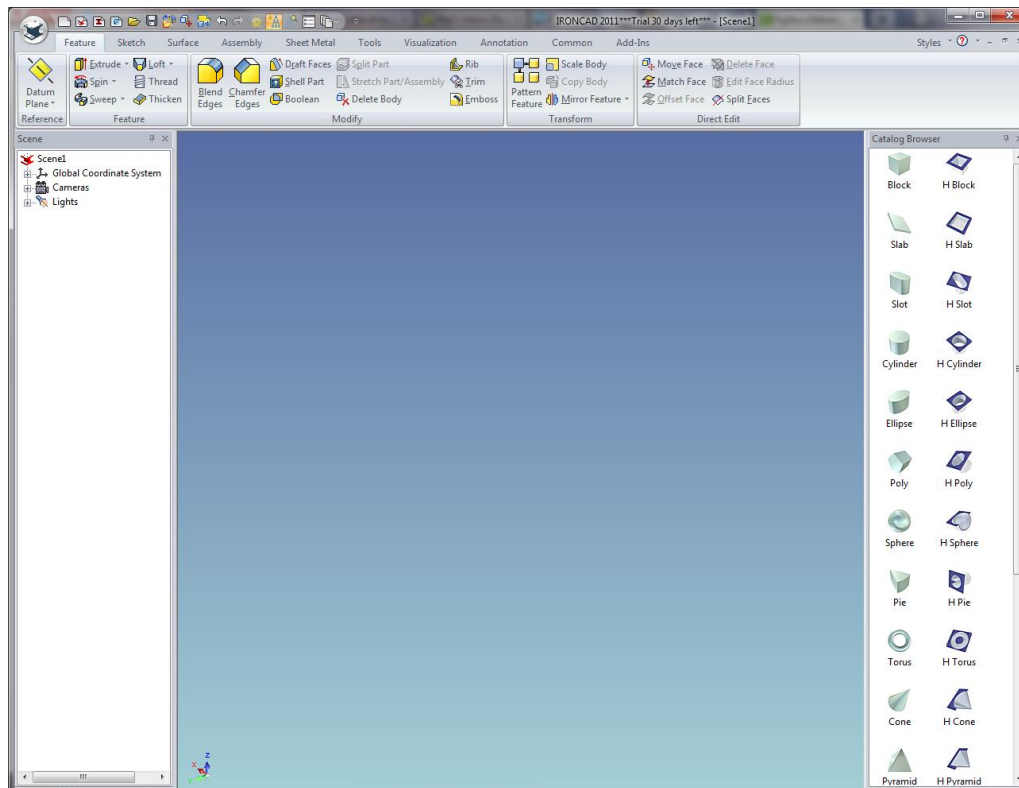 IRONCAD 2011***Trial 30 days left*** - [Scene1]
Feature Sketch Surface Assembly Sheet Metal Tools Visualization Annotation Common Add-Ins Styles
Datum Plane
Extrude Loft
Spin Thread
Sweep Thicken
Blend Edges
Chamfer Edges
Draft Faces Split Part Rib
Shell Part Stretch Part/Assembly Trim
Boolean Delete Body Emboss
Pattern Feature
Scale Body
Copy Body
Mirror Feature
Move Face Delete Face
Match Face Edit Face Radius
Offset Face Split Faces
Reference Feature Modify Transform Direct Edit
Scene
Scene1
Global Coordinate System
Cameras
Lights
Catalog Browser
Block H Block
Slab H Slab
Slot H Slot
Cylinder H Cylinder
Ellipse H Ellipse
Poly H Poly
Sphere H Sphere
Pie H Pie
Torus H Torus
Cone H Cone
Pyramid H Pyramid
Z
X
Y